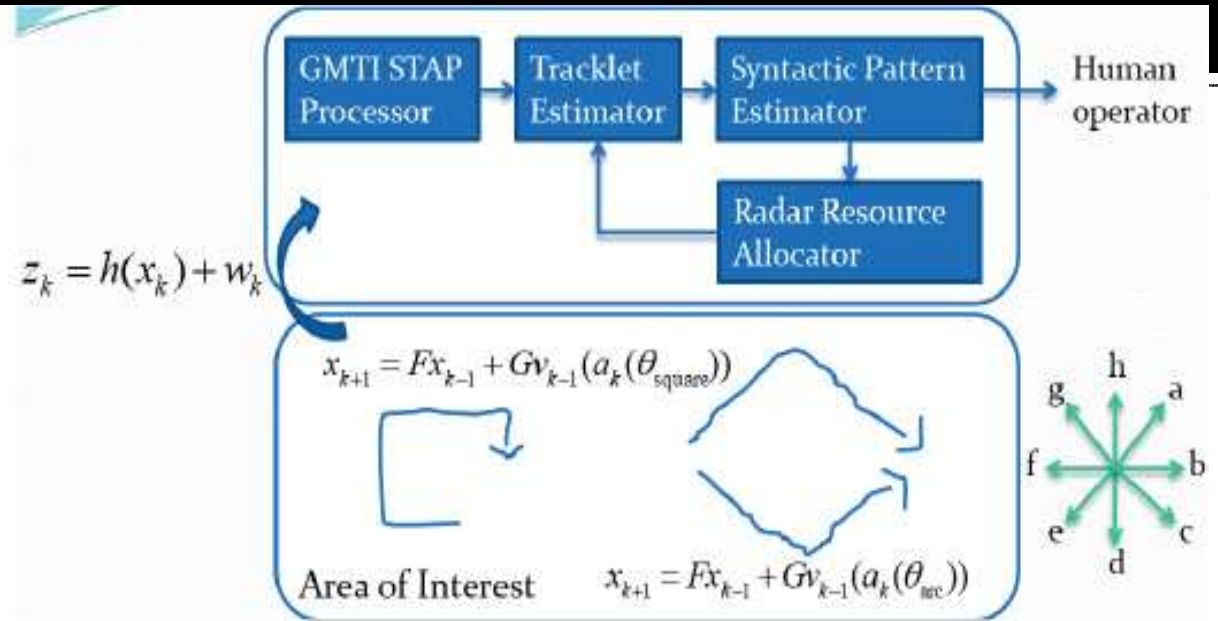 GMTI STAP
Processor
Tracklet
Estimator
Syntactic Pattern
Estimator
Human
operator
Radar Resource
Allocator
z_k = h(x_k) + w_k
x_{k+1} = Fx_{k-1} + Gv_{k-1}(a_k(θ_square))
h
g
a
f
b
e
c
d
Area of Interest
x_{k+1} = Fx_{k-1} + Gv_{k-1}(a_k(θ_arc))